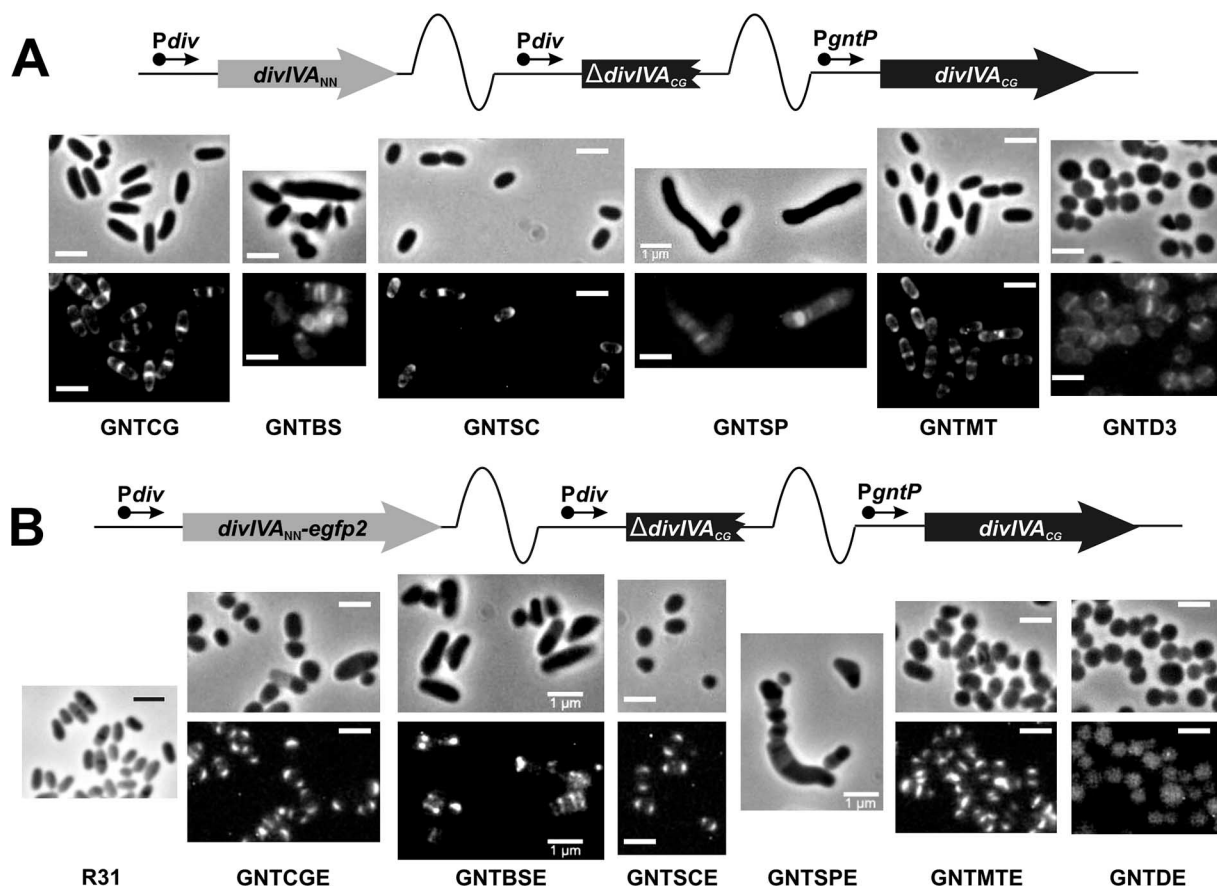 A
Pdiv Pdiv PgntP
divIVANN ΔdivIVACG divIVACG
1 µm
GNTCG GNTBS GNTSC GNTSP GNTMT GNTD3
B
Pdiv Pdiv PgntP
divIVANN-egfp2 ΔdivIVACG divIVACG
1 µm
1 µm
1 µm
R31 GNTCGE GNTBSE GNTSCE GNTSPE GNTMTE GNTDE